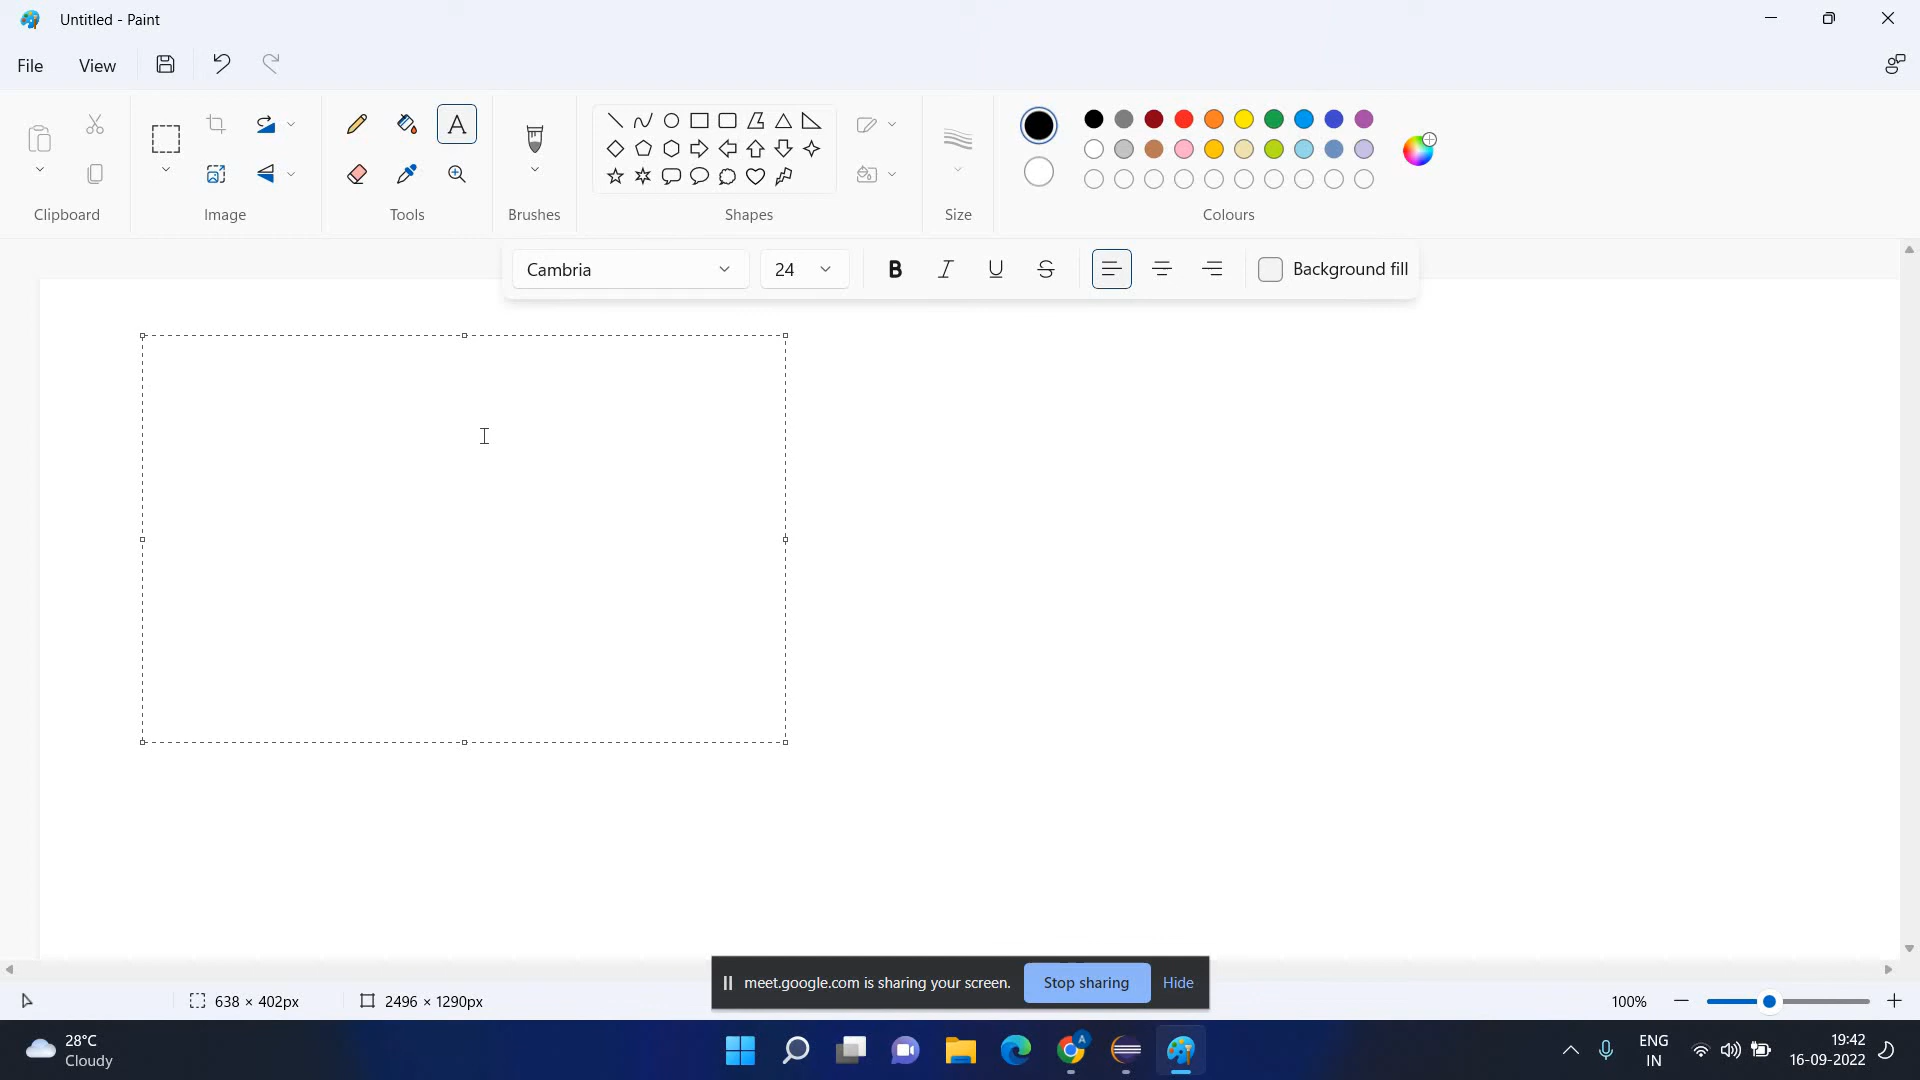 Untitled - Paint
File View
Clipboard
Image
Tools
Brushes
Shapes
Size
Colours
Cambria 24 B I U S Background fill
meet.google.com is sharing your screen. Stop sharing Hide
638 × 402px 2496 × 1290px 100%
28°C
Cloudy
ENG
IN
19:42
16-09-2022